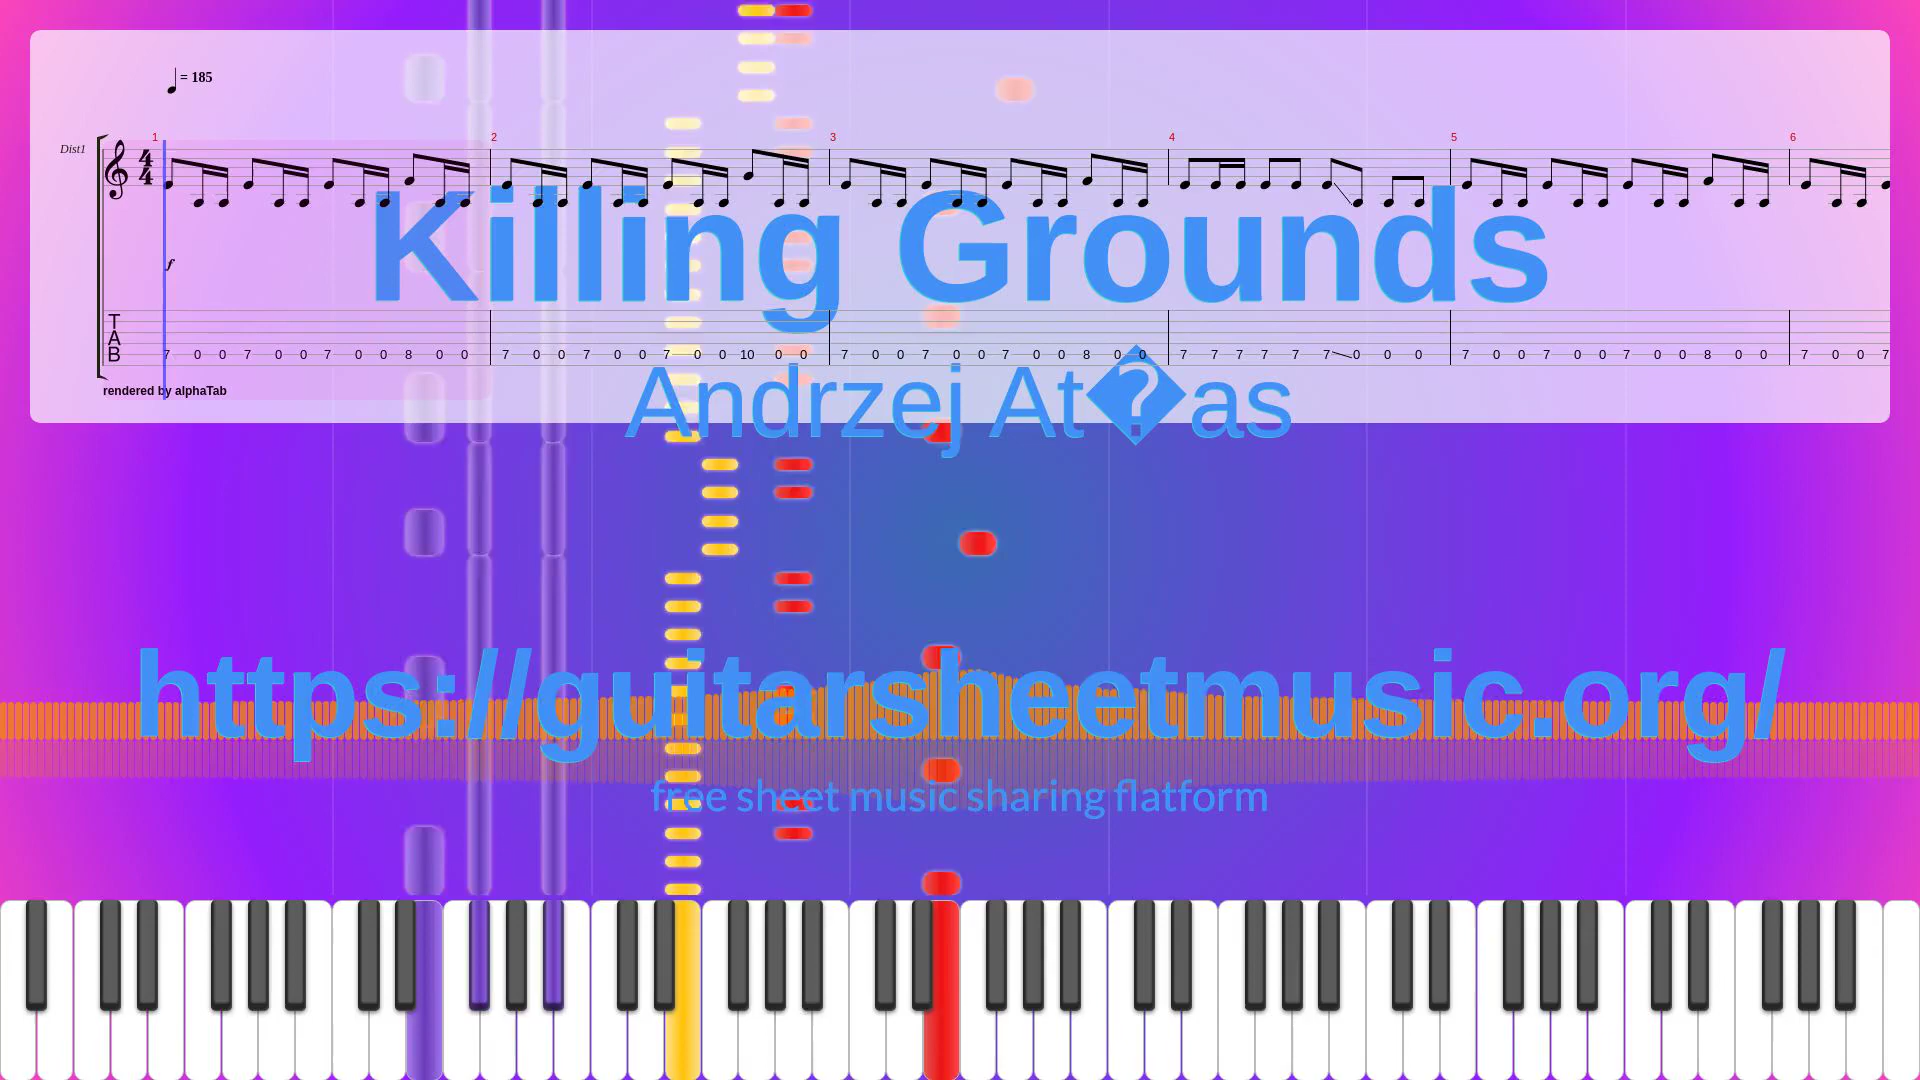 = 185
1 2 3 4 5 6
Dist1
4
4
Killing Grounds
f
T
A
B
7 0 0 7 0 0 7 0 0 8 0 0 7 0 0 7 0 0 7 0 0 10 0 0 7 0 0 7 0 0 7 0 0 8 0 0 7 7 7 7 7 7 0 0 0 7 0 0 7 0 0 7 0 0 8 0 0 7 0 0 7
rendered by alphaTab
Andrzej At�as
https://guitarsheetmusic.org/
free sheet music sharing flatform